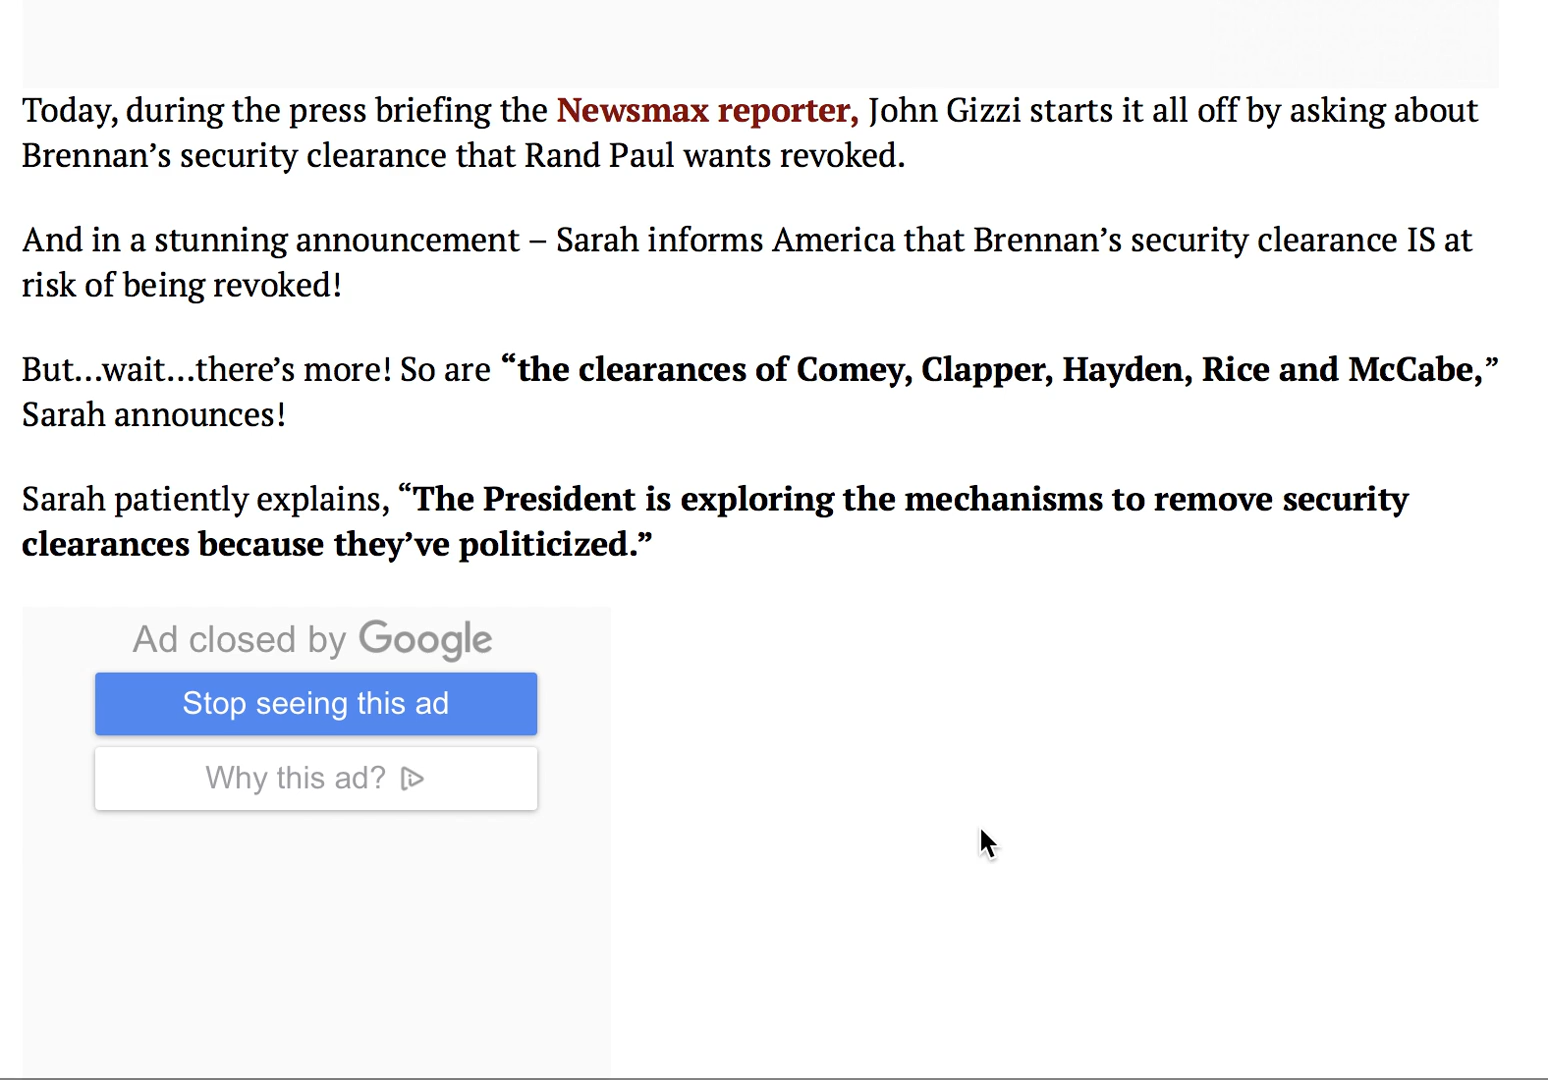 Today, during the press briefing the Newsmax reporter, John Gizzi starts it all off by asking about
Brennan’s security clearance that Rand Paul wants revoked.
And in a stunning announcement – Sarah informs America that Brennan’s security clearance IS at
risk of being revoked!
But…wait…there’s more! So are “the clearances of Comey, Clapper, Hayden, Rice and McCabe,”
Sarah announces!
Sarah patiently explains, “The President is exploring the mechanisms to remove security
clearances because they’ve politicized.”
Ad closed by Google
Stop seeing this ad
Why this ad?